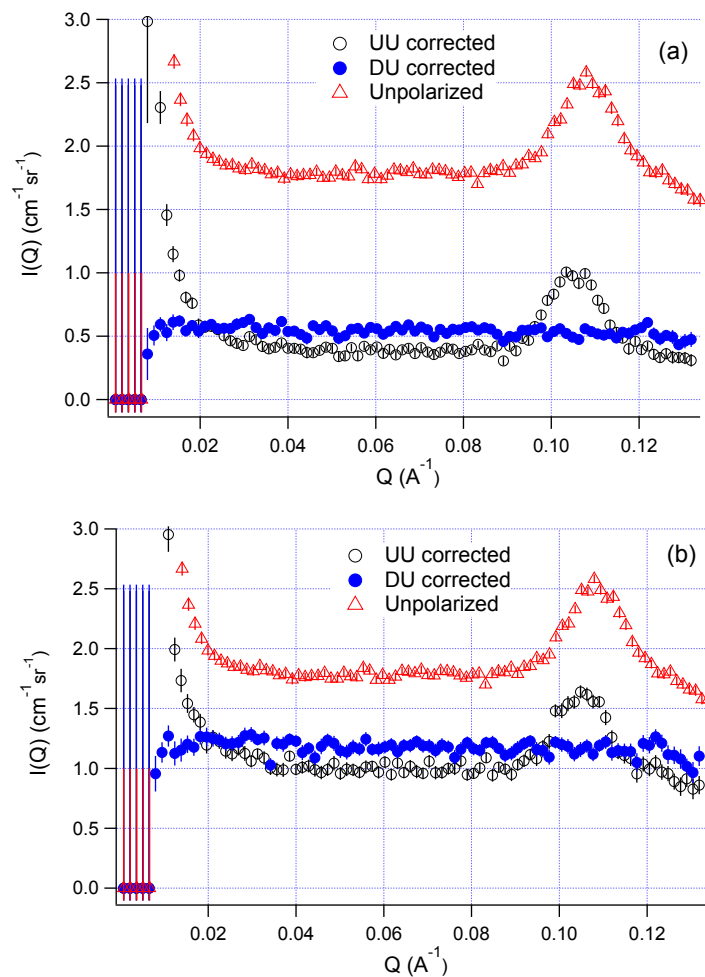 3.0
(a)
UU corrected
DU corrected
Unpolarized
2.5
2.0
1.5
1.0
0.5
0.0
I(Q) (cm⁻¹ sr⁻¹)
0.02 0.04 0.06 0.08 0.10 0.12
Q (A⁻¹)
3.0
(b)
UU corrected
DU corrected
Unpolarized
2.5
2.0
1.5
1.0
0.5
0.0
I(Q) (cm⁻¹ sr⁻¹)
0.02 0.04 0.06 0.08 0.10 0.12
Q (A⁻¹)